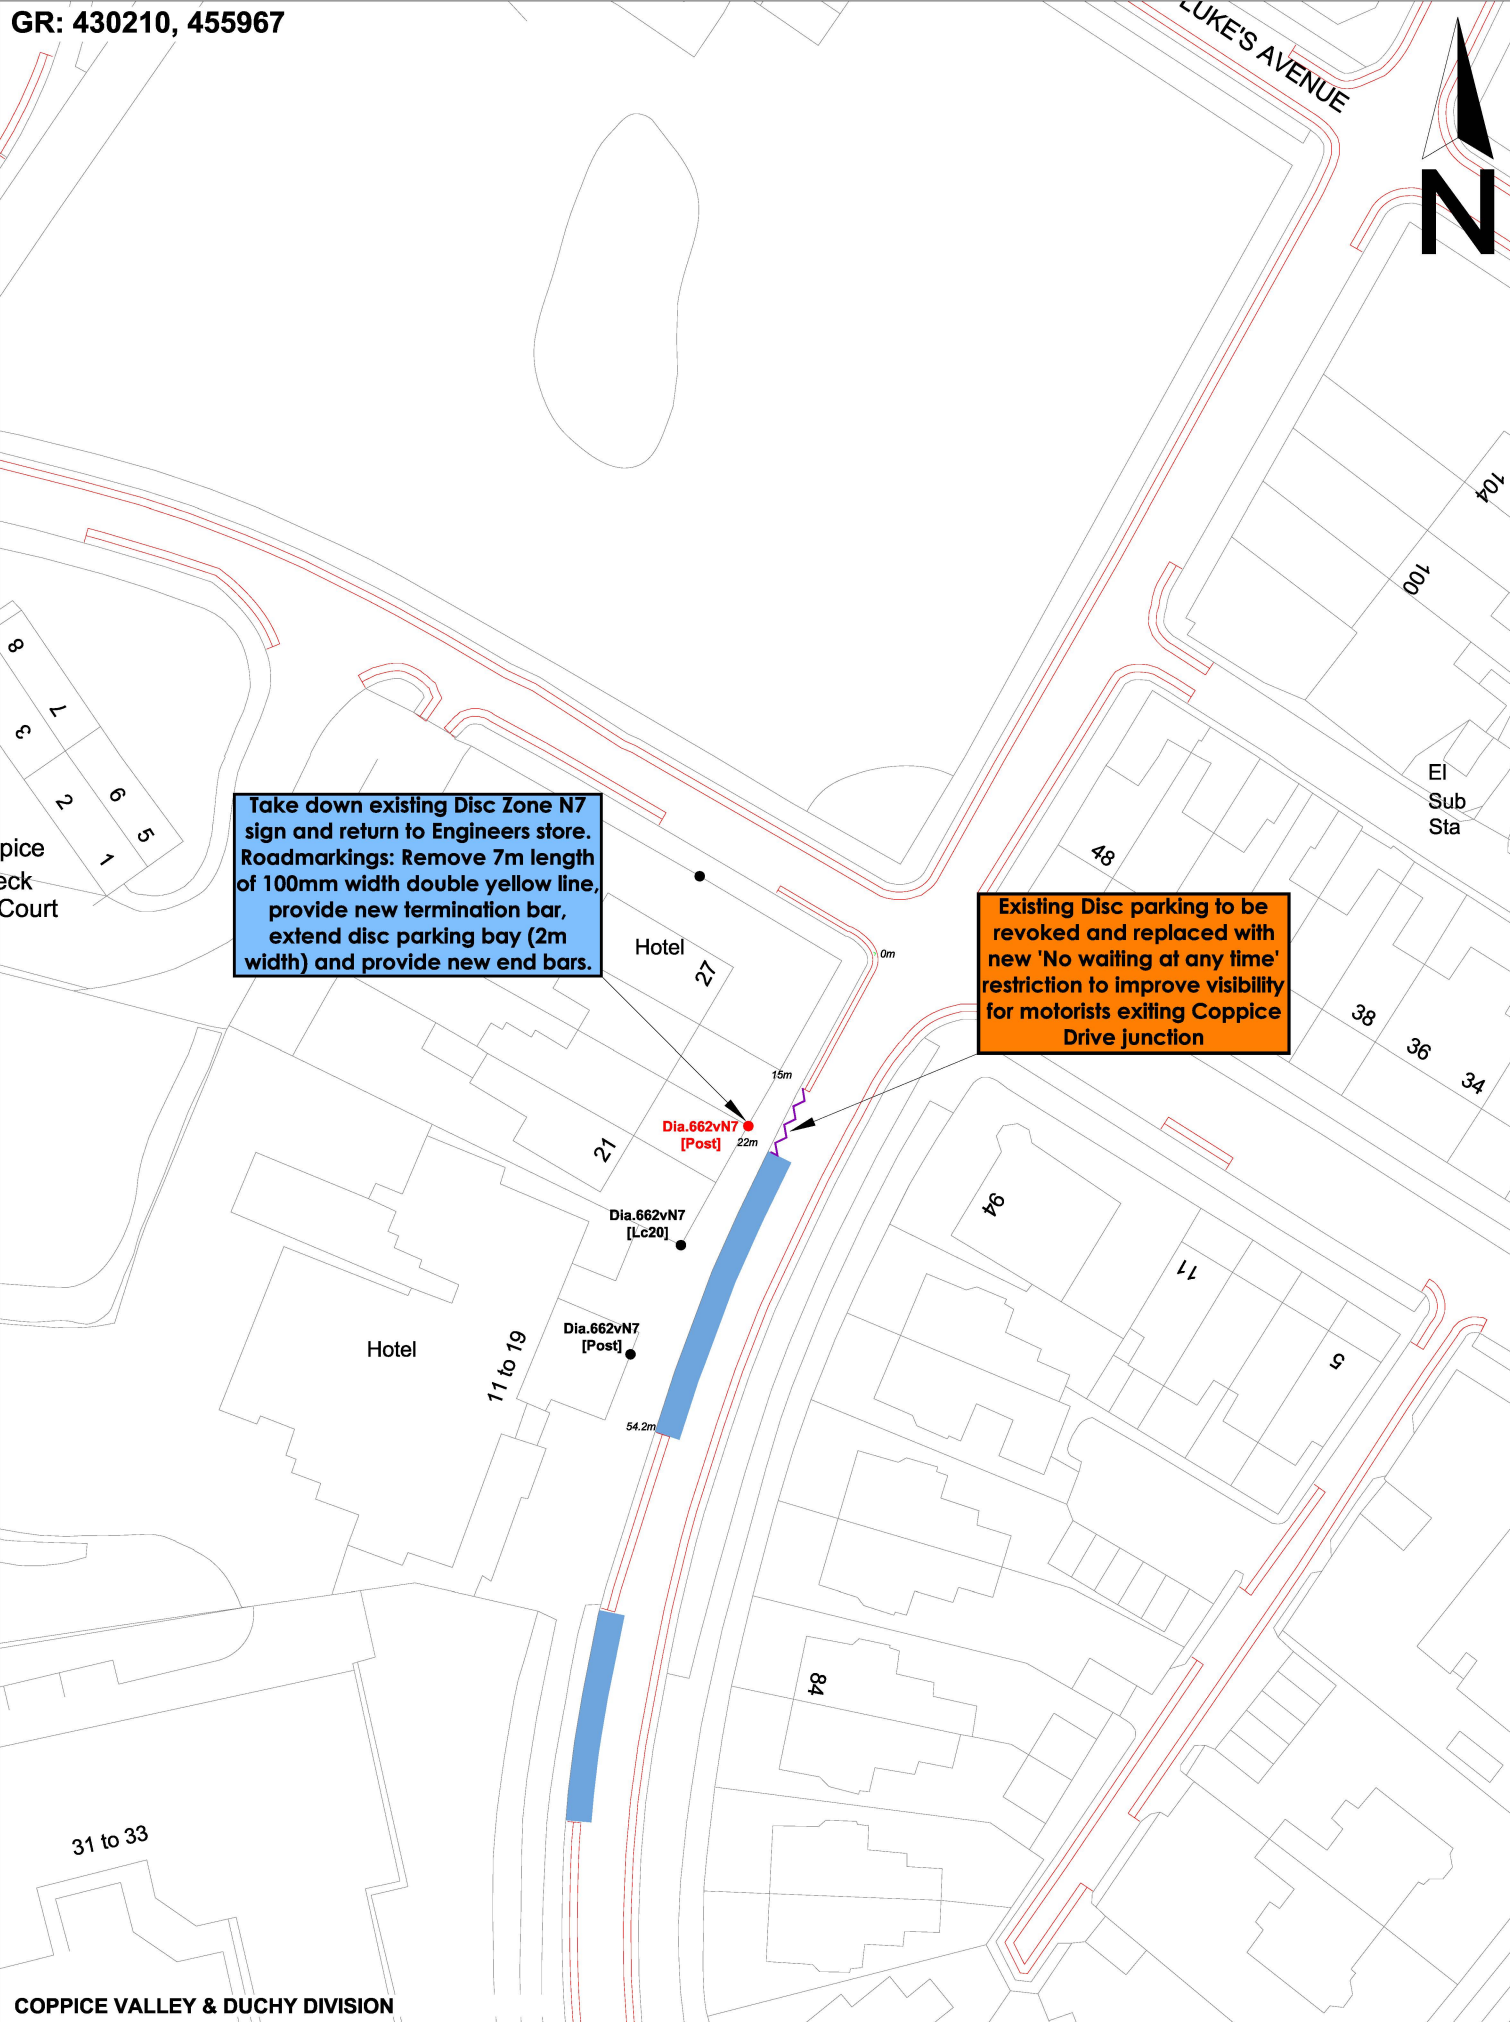 GR: 430210, 455967
LUKE'S AVENUE
N
104
100
8
7
3
2
6
5
1
pice
eck
Court
El
Sub
Sta
48
Take down existing Disc Zone N7
sign and return to Engineers store.
Roadmarkings: Remove 7m length
of 100mm width double yellow line,
provide new termination bar,
extend disc parking bay (2m
width) and provide new end bars.
Hotel
27
0m
Existing Disc parking to be
revoked and replaced with
new 'No waiting at any time'
restriction to improve visibility
for motorists exiting Coppice
Drive junction
38
36
34
15m
Dia.662vN7
[Post]
22m
21
Dia.662vN7
[Lc20]
94
11
Dia.662vN7
[Post]
Hotel
11 to 19
5
54.2m
84
31 to 33
COPPICE VALLEY & DUCHY DIVISION